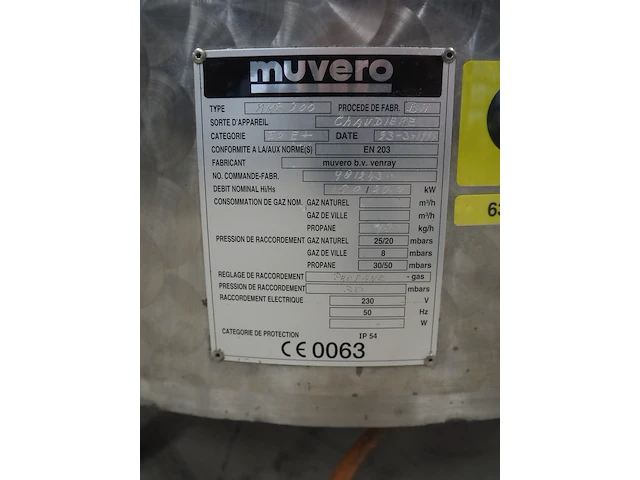 muvero
TYPE PROCEDE DE FABR.
SORTE D'APPAREIL CHAUDIERE
CATEGORIE DATE
CONFORMITE A LA/AUX NORME(S) EN 203
FABRICANT muvero b.v. venray
NO. COMMANDE-FABR.
DEBIT NOMINAL Hi/Hs kW
CONSOMMATION DE GAZ NOM. GAZ NATUREL m³/h
GAZ DE VILLE m³/h
PROPANE kg/h
PRESSION DE RACCORDEMENT GAZ NATUREL 25/20 mbars
GAZ DE VILLE 8 mbars
PROPANE 30/50 mbars
REGLAGE DE RACCORDEMENT - gas
PRESSION DE RACCORDEMENT mbars
RACCORDEMENT ELECTRIQUE 230 V
50 Hz
W
CATEGORIE DE PROTECTION IP 54
CE 0063